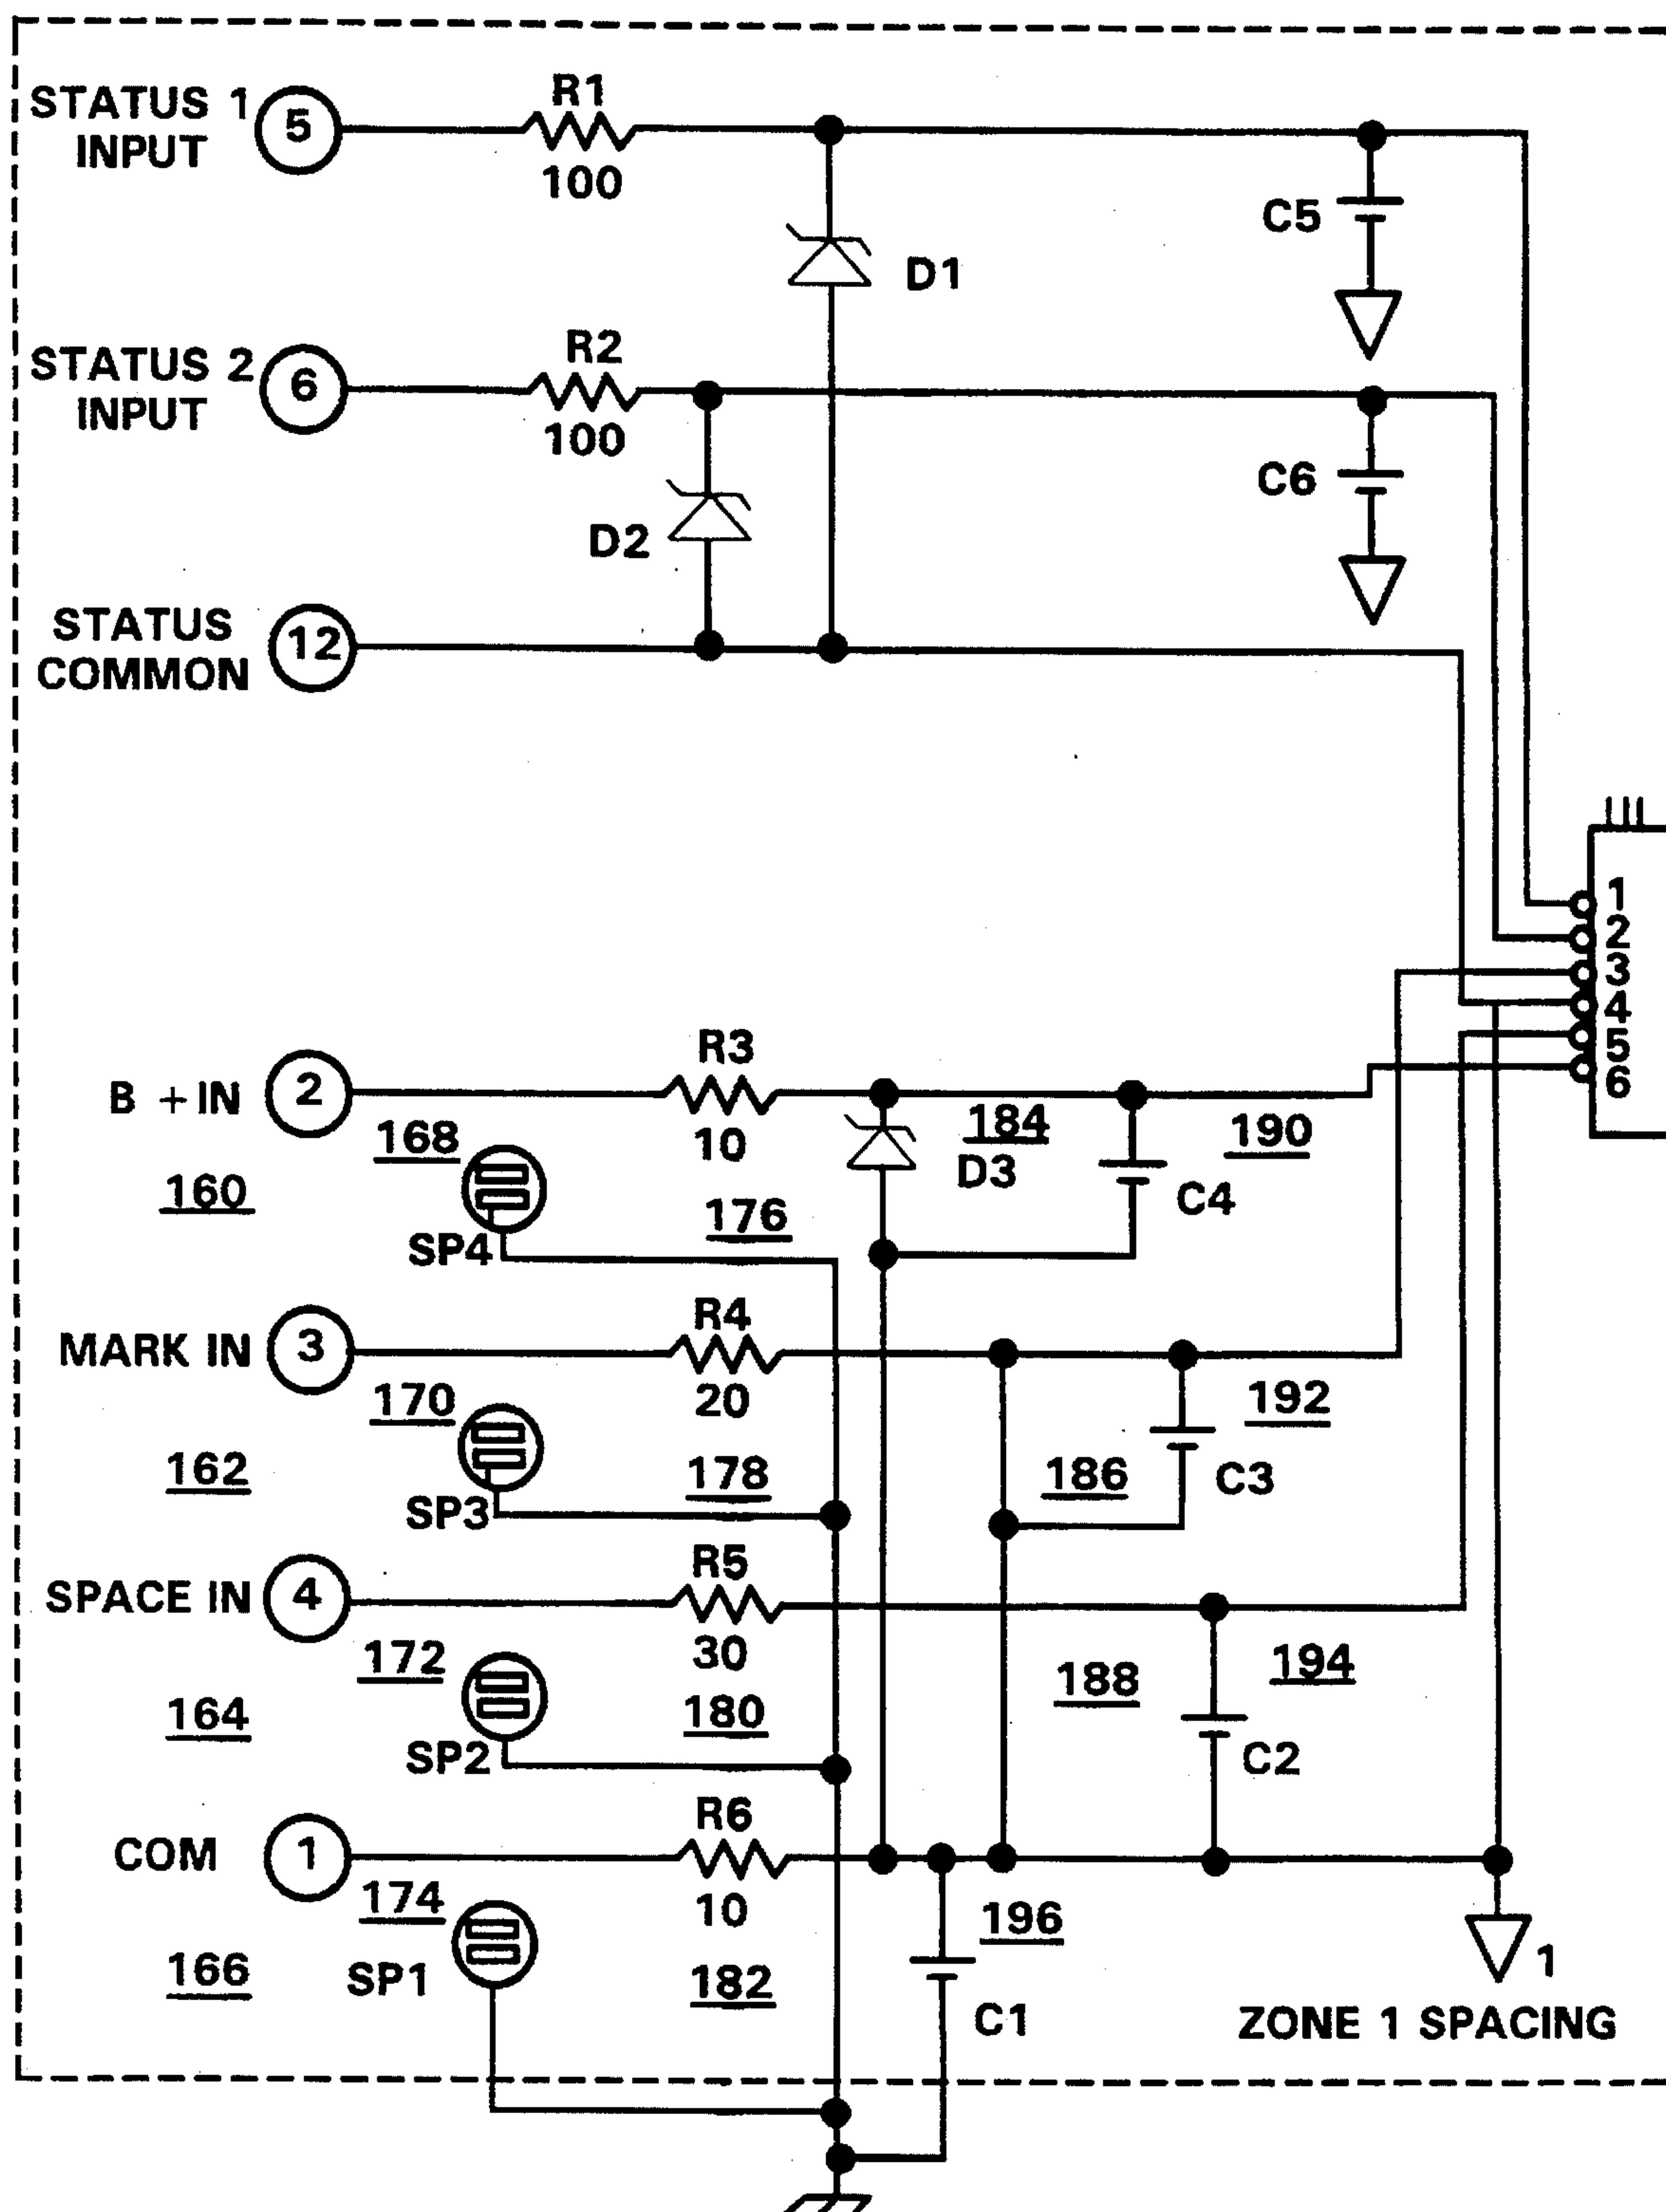 STATUS 1
INPUT
5
R1
100
D1
C5
STATUS 2
INPUT
6
R2
100
D2
C6
STATUS
COMMON
12
1
2
3
4
5
6
B +IN
2
R3
10
168
160
SP4
176
184
D3
190
C4
MARK IN
3
R4
20
170
162
SP3
178
186
192
C3
SPACE IN
4
R5
30
172
164
SP2
180
188
194
C2
COM
1
R6
10
174
166
SP1
182
196
C1
1
ZONE 1 SPACING